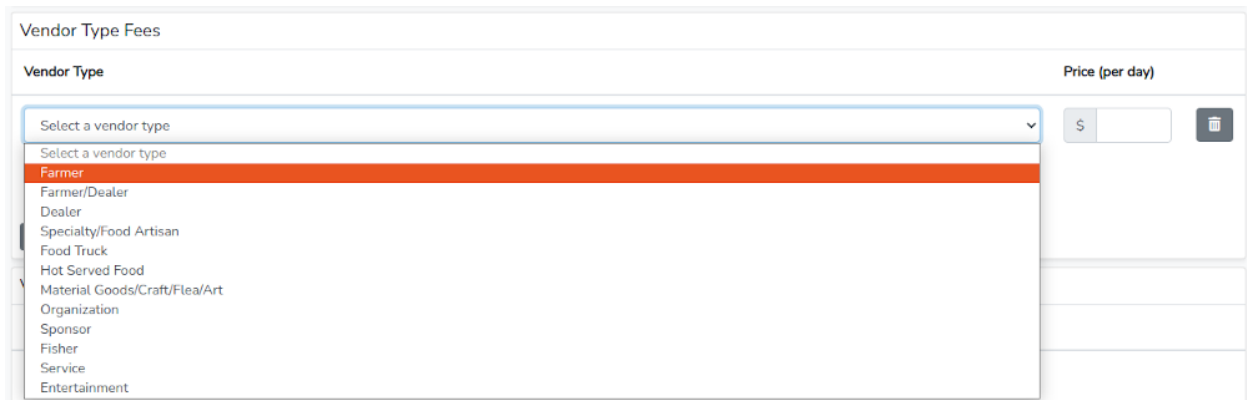 Vendor Type Fees
Vendor Type Price (per day)
Select a vendor type $
Select a vendor type
Farmer
Farmer/Dealer
Dealer
Specialty/Food Artisan
Food Truck
Hot Served Food
Material Goods/Craft/Flea/Art
Organization
Sponsor
Fisher
Service
Entertainment